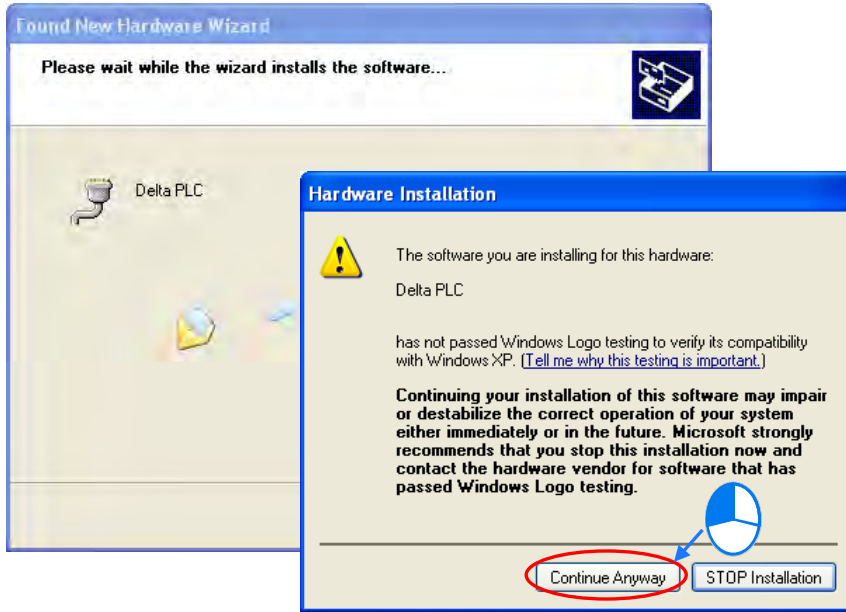 Found New Hardware Wizard
Please wait while the wizard installs the software...
Delta PLC
Hardware Installation
The software you are installing for this hardware:
Delta PLC
has not passed Windows Logo testing to verify its compatibility
with Windows XP. (Tell me why this testing is important.)
Continuing your installation of this software may impair
or destabilize the correct operation of your system
either immediately or in the future. Microsoft strongly
recommends that you stop this installation now and
contact the hardware vendor for software that has
passed Windows Logo testing.
Continue Anyway
STOP Installation